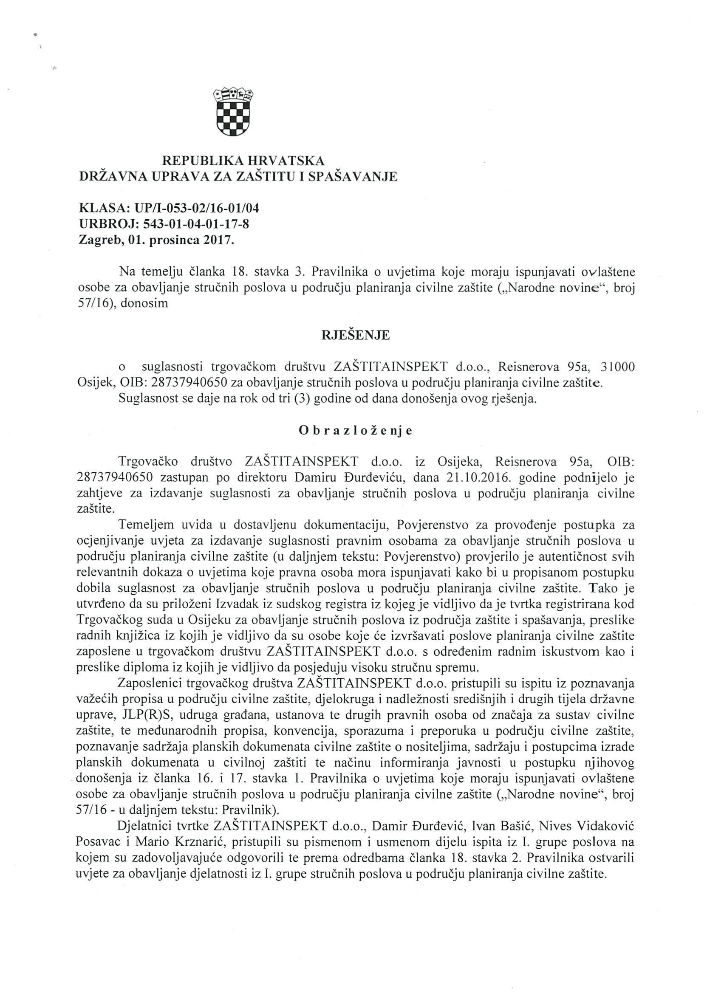 REPUBLIKA HRVATSKA
DRŽAVNA UPRAVA ZA ZAŠTITU I SPAŠAVANJE
KLASA: UP/I-053-02/16-01/04
URBROJ: 543-01-04-01-17-8
Zagreb, 01. prosinca 2017.
Na temelju članka 18. stavka 3. Pravilnika o uvjetima koje moraju ispunjavati ovlaštene
osobe za obavljanje stručnih poslova u području planiranja civilne zaštite („Narodne novine“, broj
57/16), donosim
RJEŠENJE
o suglasnosti trgovačkom društvu ZAŠTITAINSPEKT d.o.o., Reisnerova 95a, 31000
Osijek, OIB: 28737940650 za obavljanje stručnih poslova u području planiranja civilne zaštite.
Suglasnost se daje na rok od tri (3) godine od dana donošenja ovog rješenja.
O b r a z l o ž e nj e
Trgovačko društvo ZAŠTITAINSPEKT d.o.o. iz Osijeka, Reisnerova 95a, OIB:
28737940650 zastupan po direktoru Damiru Đurđeviću, dana 21.10.2016. godine podnijelo je
zahtjeve za izdavanje suglasnosti za obavljanje stručnih poslova u području planiranja civilne
zaštite.
Temeljem uvida u dostavljenu dokumentaciju, Povjerenstvo za provođenje postupka za
ocjenjivanje uvjeta za izdavanje suglasnosti pravnim osobama za obavljanje stručnih poslova u
području planiranja civilne zaštite (u daljnjem tekstu: Povjerenstvo) provjerilo je autentičnost svih
relevantnih dokaza o uvjetima koje pravna osoba mora ispunjavati kako bi u propisanom postupku
dobila suglasnost za obavljanje stručnih poslova u području planiranja civilne zaštite. Tako je
utvrđeno da su priloženi Izvadak iz sudskog registra iz kojeg je vidljivo da je tvrtka registrirana kod
Trgovačkog suda u Osijeku za obavljanje stručnih poslova iz područja zaštite i spašavanja, preslike
radnih knjižica iz kojih je vidljivo da su osobe koje će izvršavati poslove planiranja civilne zaštite
zaposlene u trgovačkom društvu ZAŠTITAINSPEKT d.o.o. s određenim radnim iskustvom kao i
preslike diploma iz kojih je vidljivo da posjeduju visoku stručnu spremu.
Zaposlenici trgovačkog društva ZAŠTITAINSPEKT d.o.o. pristupili su ispitu iz poznavanja
važećih propisa u području civilne zaštite, djelokruga i nadležnosti središnjih i drugih tijela državne
uprave, JLP(R)S, udruga građana, ustanova te drugih pravnih osoba od značaja za sustav civilne
zaštite, te međunarodnih propisa, konvencija, sporazuma i preporuka u području civilne zaštite,
poznavanje sadržaja planskih dokumenata civilne zaštite o nositeljima, sadržaju i postupcima izrade
planskih dokumenata u civilnoj zaštiti te načinu informiranja javnosti u postupku njihovog
donošenja iz članka 16. i 17. stavka 1. Pravilnika o uvjetima koje moraju ispunjavati ovlaštene
osobe za obavljanje stručnih poslova u području planiranja civilne zaštite („Narodne novine“, broj
57/16 - u daljnjem tekstu: Pravilnik).
Djelatnici tvrtke ZAŠTITAINSPEKT d.o.o., Damir Đurđević, Ivan Bašić, Nives Vidaković
Posavac i Mario Krznarić, pristupili su pismenom i usmenom dijelu ispita iz I. grupe poslova na
kojem su zadovoljavajuće odgovorili te prema odredbama članka 18. stavka 2. Pravilnika ostvarili
uvjete za obavljanje djelatnosti iz I. grupe stručnih poslova u području planiranja civilne zaštite.